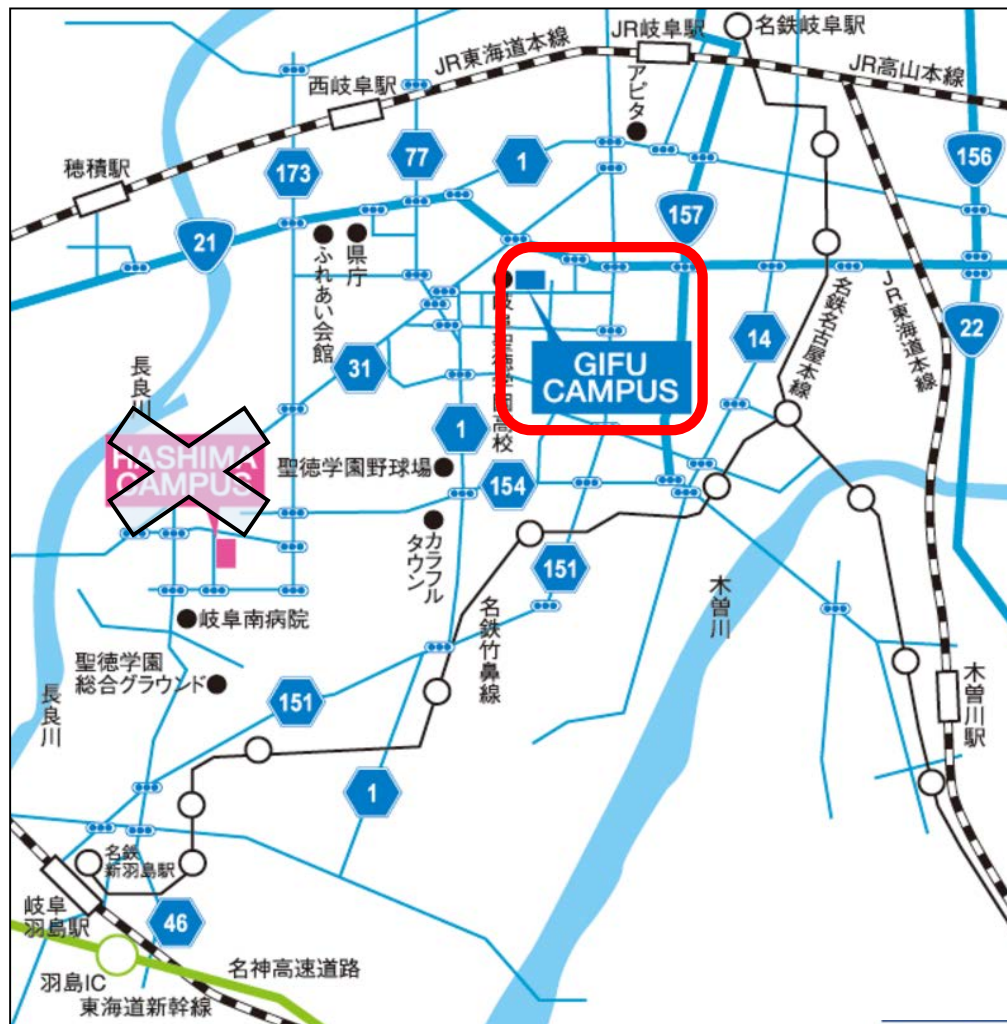 JR岐阜駅
名鉄岐阜駅
JR東海道本線
JR高山本線
西岐阜駅
アピタ
穂積駅
173
77
1
156
157
21
県庁
ふれあい会館
岐阜聖徳学園高校
名鉄名古屋本線
JR東海道本線
22
14
31
GIFU
CAMPUS
長良川
HASHIMA
CAMPUS
1
聖徳学園野球場
154
カラフル
タウン
151
木曽川
岐阜南病院
名鉄竹鼻線
聖徳学園
総合グラウンド
長良川
151
木曽川駅
1
名鉄
新羽島駅
岐阜
羽島駅
46
羽島IC
名神高速道路
東海道新幹線